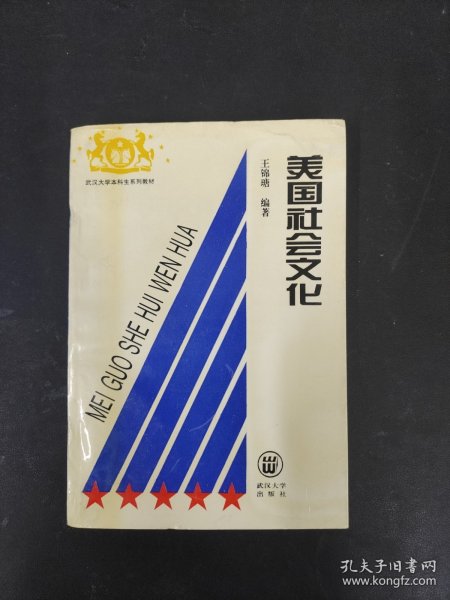 武汉大学本科生系列教材
美国社会文化
王锦瑭 编著
MEI GUO SHE HUI WEN HUA
武汉大学
出版社
孔夫子旧书网
www.kongfz.com